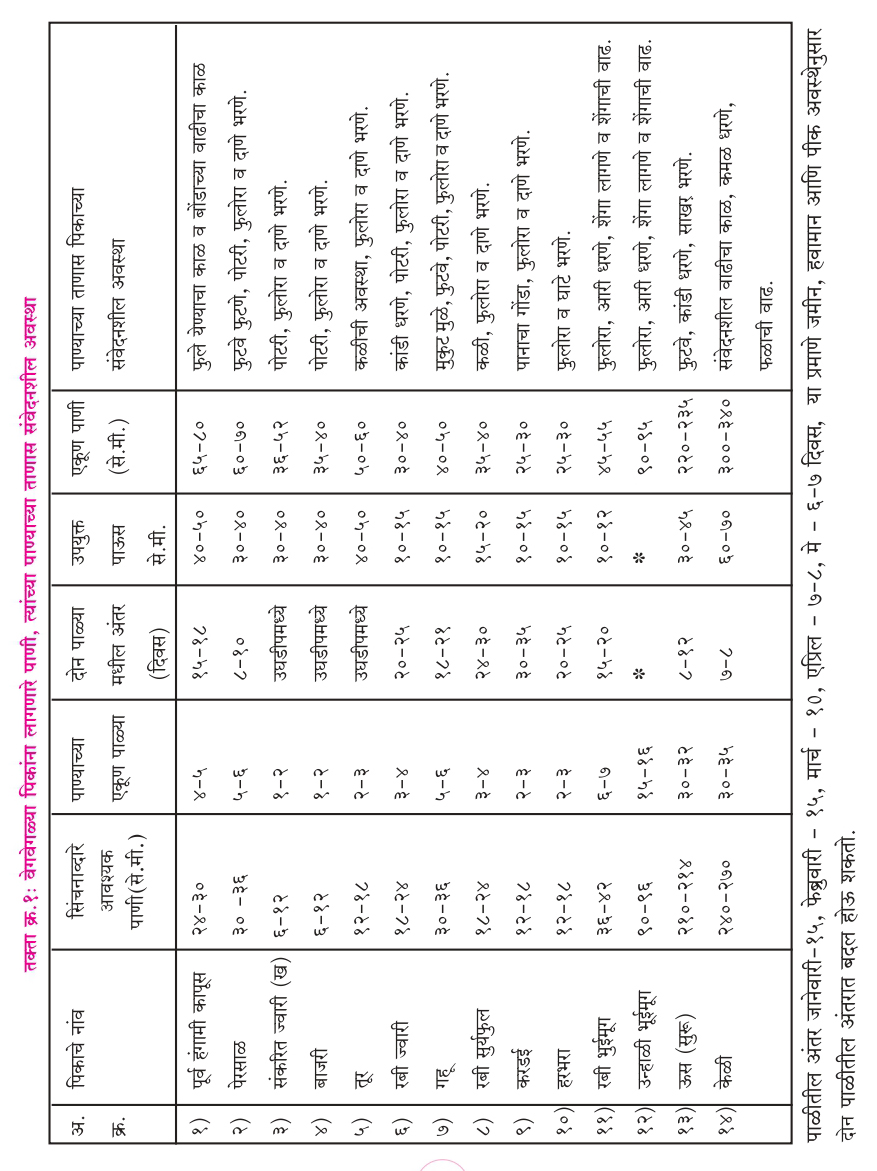 तक्ता क्र.१: वेगवेगळ्या पिकांना लागणारे पाणी, त्यांच्या पाण्याच्या ताणास संवेदनशील अवस्था
अ. पिकाचे नांव सिंचनाव्दारे पाण्याच्या दोन पाळ्या उपयुक्त एकूण पाणी पाण्याच्या ताणास पिकाच्या
क्र. आवश्यक एकूण पाळ्या मधील अंतर पाऊस (से.मी.) संवेदनशील अवस्था
पाणी(से.मी.) (दिवस) से.मी.
१) पूर्व हंगामी कापूस २४-३० ४-५ १५-१८ ४०-५० ६५-८० फुले येण्याचा काळ व बोंडाच्या वाढीचा काळ
२) पेरसाळ ३०-३६ ५-६ ८-१० ३०-४० ६०-७० फुटवे फुटणे, पोटरी, फुलोरा व दाणे भरणे.
३) संकरित ज्वारी (ख) ६-१२ १-२ उघडीपमध्ये ३०-४० ३६-५२ पोटरी, फुलोरा व दाणे भरणे.
४) बाजरी ६-१२ १-२ उघडीपमध्ये ३०-४० ३५-४० पोटरी, फुलोरा व दाणे भरणे.
५) तूर १२-१८ २-३ उघडीपमध्ये ४०-५० ५०-६० कळीची अवस्था, फुलोरा व दाणे भरणे.
६) रबी ज्वारी १८-२४ ३-४ २०-२५ १०-१५ ३०-४० कांडी धरणे, पोटरी, फुलोरा व दाणे भरणे.
७) गहू ३०-३६ ५-६ १८-२१ १०-१५ ४०-५० मुकुट मुळे, फुटवे, पोटरी, फुलोरा व दाणे भरणे.
८) रबी सुर्यफुल १८-२४ ३-४ २४-३० १५-२० ३५-४० कळी, फुलोरा व दाणे भरणे.
९) करडई १२-१८ २-३ ३०-३५ १०-१५ २५-३० पानाचा गोंडा, फुलोरा व दाणे भरणे.
१०) हरभरा १२-१८ २-३ २०-२५ १०-१५ २५-३० फुलोरा व घाटे भरणे.
११) रबी भुईमूग ३६-४२ ६-७ १५-२० १०-१२ ४५-५५ फुलोरा, आरी धरणे, शेंगा लागणे व शेंगाची वाढ.
१२) उन्हाळी भूईमूग ९०-९६ १५-१६ * * ९०-९५ फुलोरा, आरी धरणे, शेंगा लागणे व शेंगाची वाढ.
१३) ऊस (सुरू) २१०-२१४ ३०-३२ ८-१२ ३०-४५ २२०-२३५ फुटवे, कांडी धरणे, साखर भरणे.
१४) केळी २४०-२७० ३०-३५ ७-८ ६०-७० ३००-३४० संवेदनशील वाढीचा काळ, कमळ धरणे,
फळाची वाढ.
पाळीतील अंतर जानेवारी-१५, फेब्रुवारी - १५, मार्च - १०, एप्रिल - ७-८, मे - ६-७ दिवस, या प्रमाणे जमीन, हवामान आणि पीक अवस्थेनुसार
दोन पाळीतील अंतरात बदल होऊ शकतो.